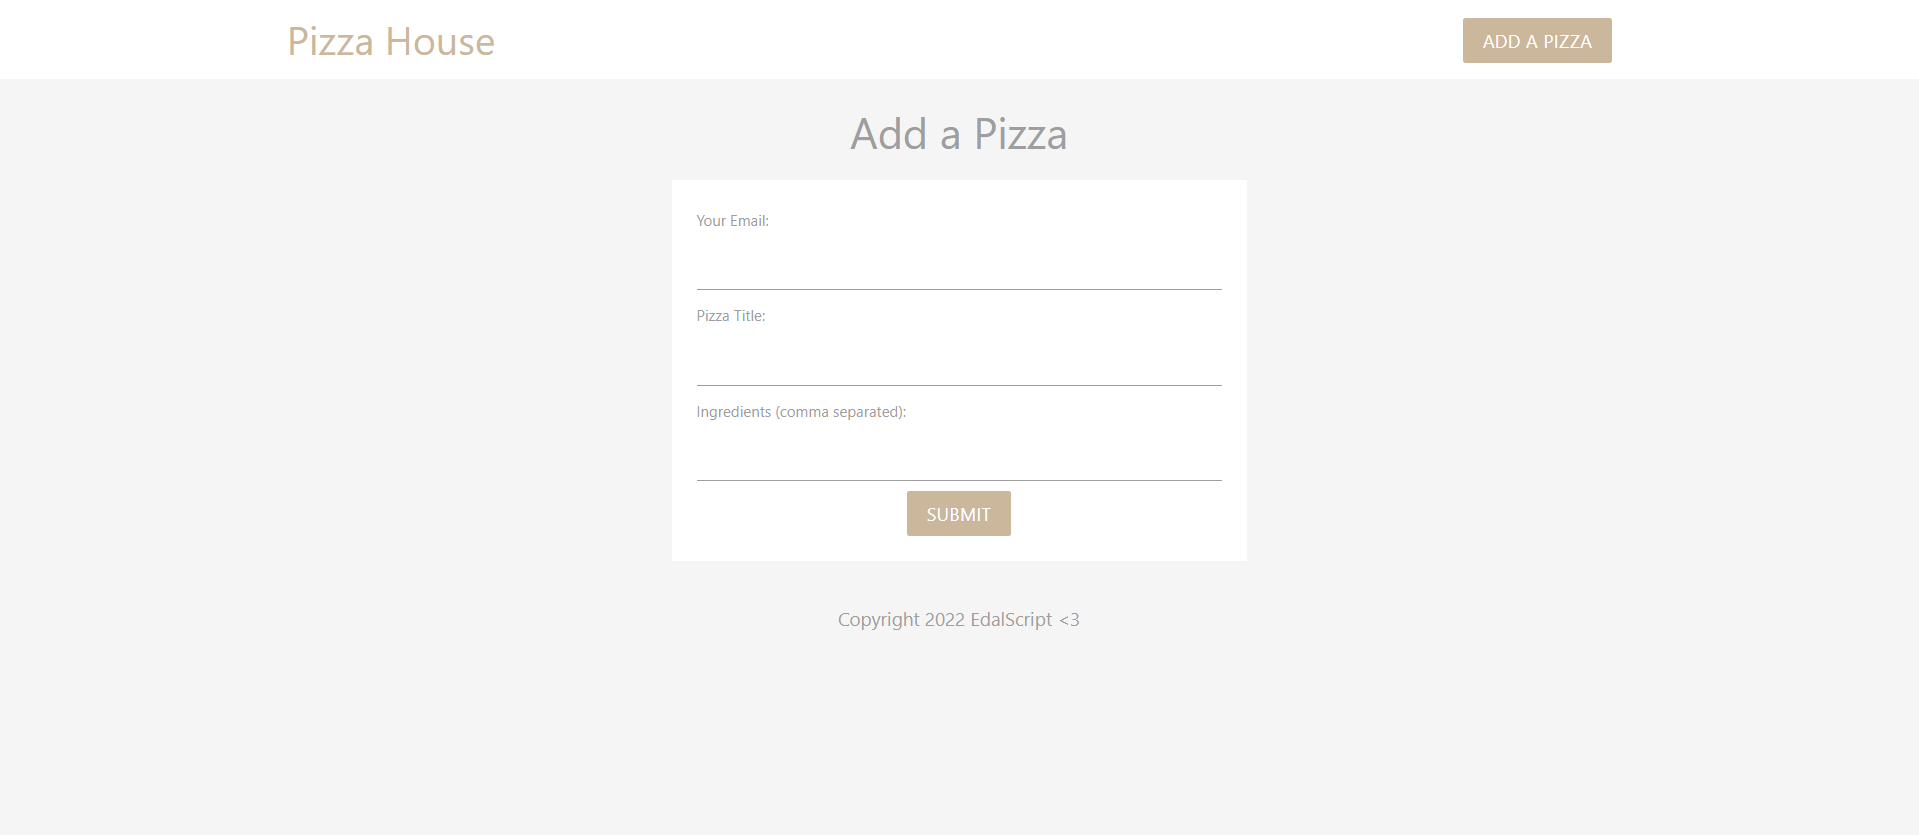 Pizza House
ADD A PIZZA
Add a Pizza
Your Email:
Pizza Title:
Ingredients (comma separated):
SUBMIT
Copyright 2022 EdalScript <3